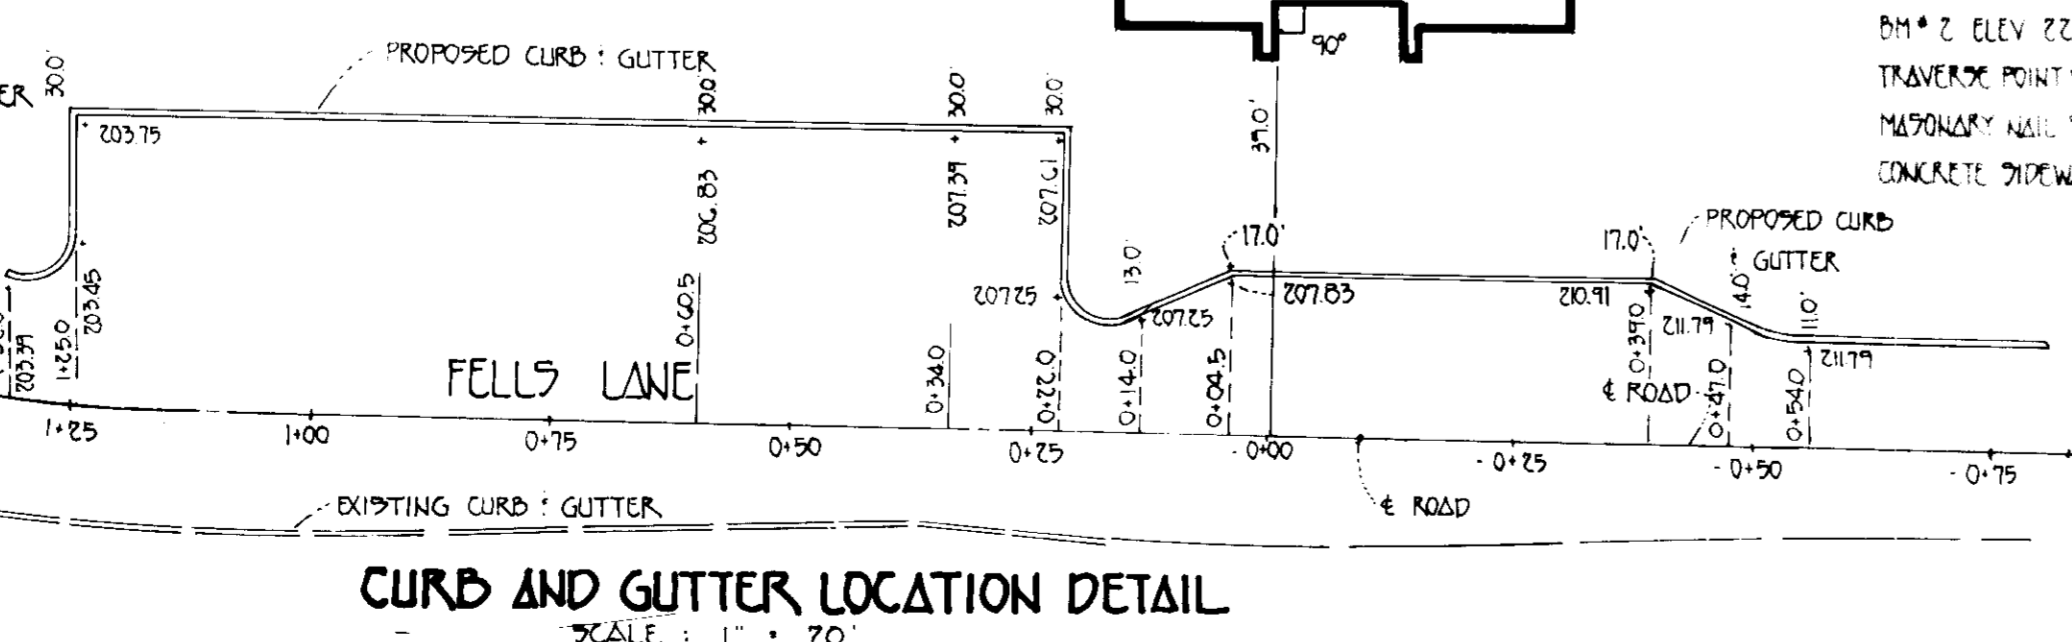 BM# 2 ELEV 22
TRAVERSE POINT
MASONARY NAIL
CONCRETE SIDEW
90°
39.0'
ER
30.0'
PROPOSED CURB & GUTTER
30.0'
30.0'
30.0'
203.75
206.83
207.39
207.61
203.45
203.39
1+25.0
0+60.5
0+34.0
0+22.0
0+14.0
0+04.5
207.25
13.0'
207.25
17.0'
207.83
17.0'
210.91
PROPOSED CURB
& GUTTER
14.0'
11.0'
211.79
211.79
0+39.0
0+47.0
0+54.0
℄ ROAD
FELLS LANE
1+25
1+00
0+75
0+50
0+25
- 0+00
- 0+25
- 0+50
- 0+75
℄ ROAD
EXISTING CURB & GUTTER
CURB AND GUTTER LOCATION DETAIL
SCALE : 1" = 20'